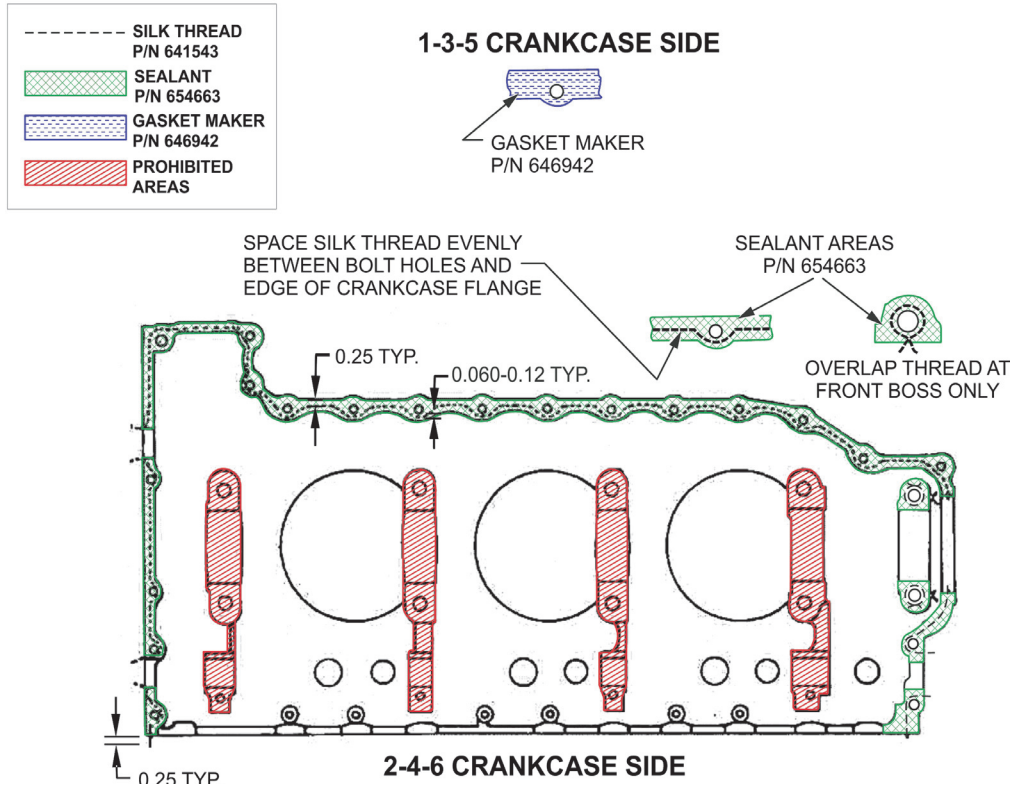 SILK THREAD
P/N 641543
SEALANT
P/N 654663
GASKET MAKER
P/N 646942
PROHIBITED
AREAS
1-3-5 CRANKCASE SIDE
GASKET MAKER
P/N 646942
SPACE SILK THREAD EVENLY
BETWEEN BOLT HOLES AND
EDGE OF CRANKCASE FLANGE
SEALANT AREAS
P/N 654663
OVERLAP THREAD AT
FRONT BOSS ONLY
0.25 TYP.
0.060-0.12 TYP.
2-4-6 CRANKCASE SIDE
0.25 TYP